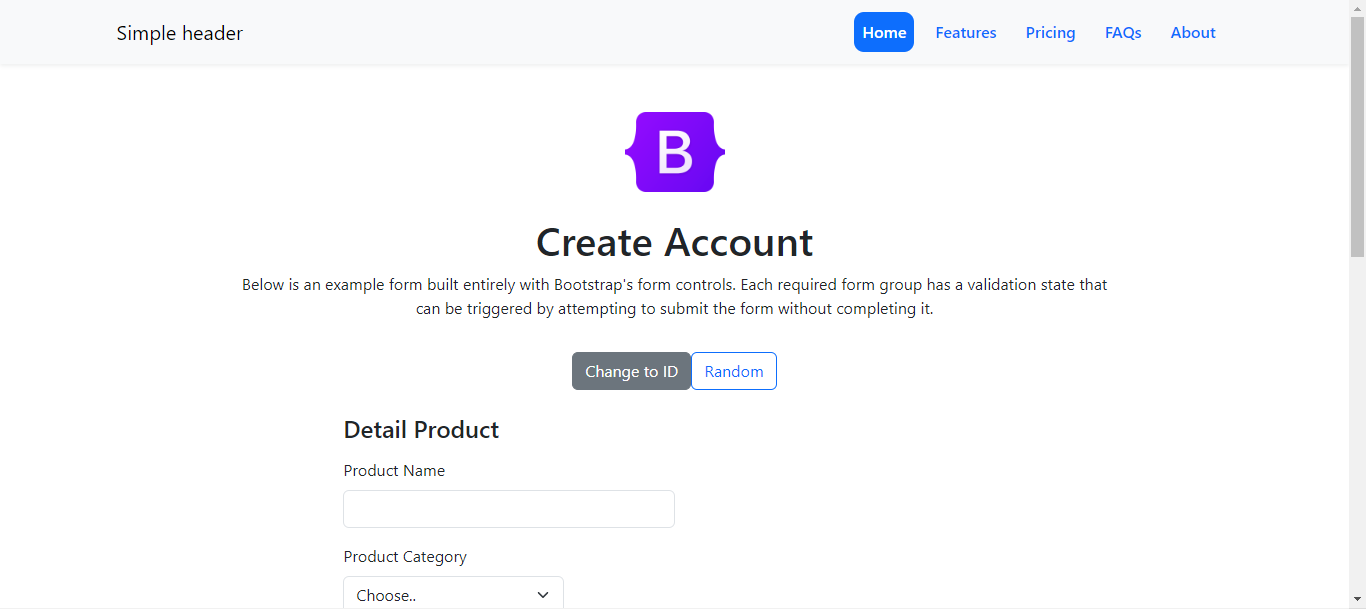 Simple header
Home Features Pricing FAQs About
B
Create Account
Below is an example form built entirely with Bootstrap's form controls. Each required form group has a validation state that
can be triggered by attempting to submit the form without completing it.
Change to ID Random
Detail Product
Product Name
Product Category
Choose..